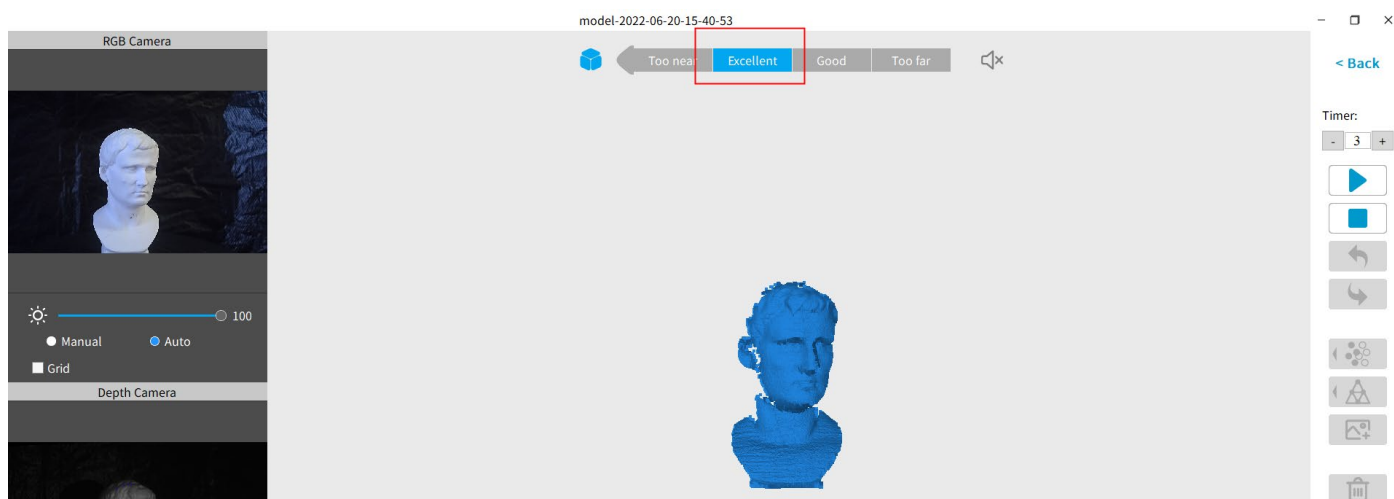 model-2022-06-20-15-40-53
RGB Camera
Too near Excellent Good Too far
< Back
Timer:
- 3 +
100
Manual Auto
Grid
Depth Camera